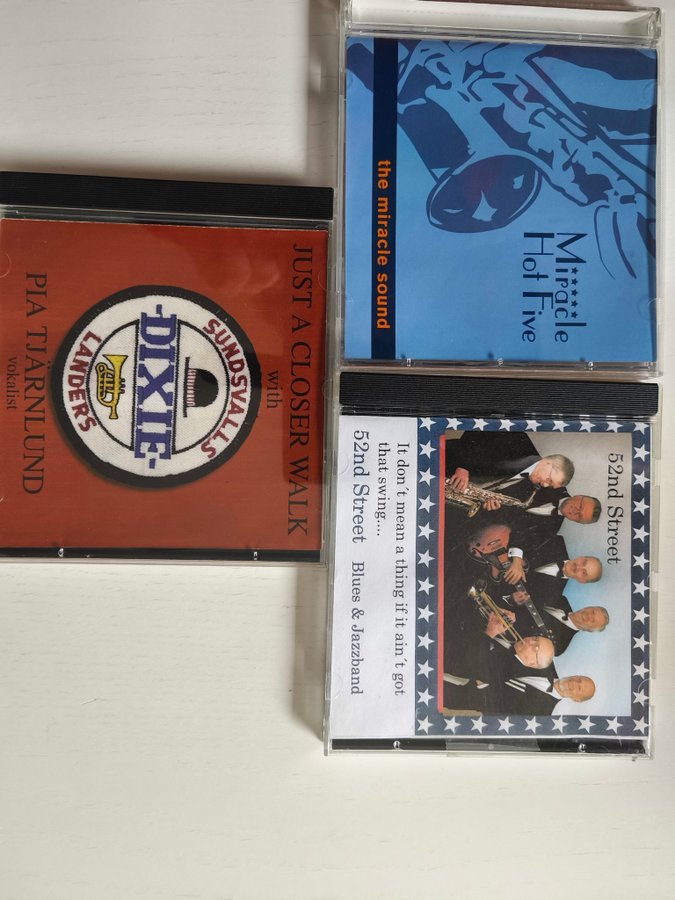 Miracle
Hot Five
the miracle sound
52nd Street
It don´t mean a thing if it ain´t got
that swing....
52nd Street Blues & Jazzband
JUST A CLOSER WALK
with
SUNDSVALLS
-DIXIE-
LANDERS
PIA TJÄRNLUND
vokalist